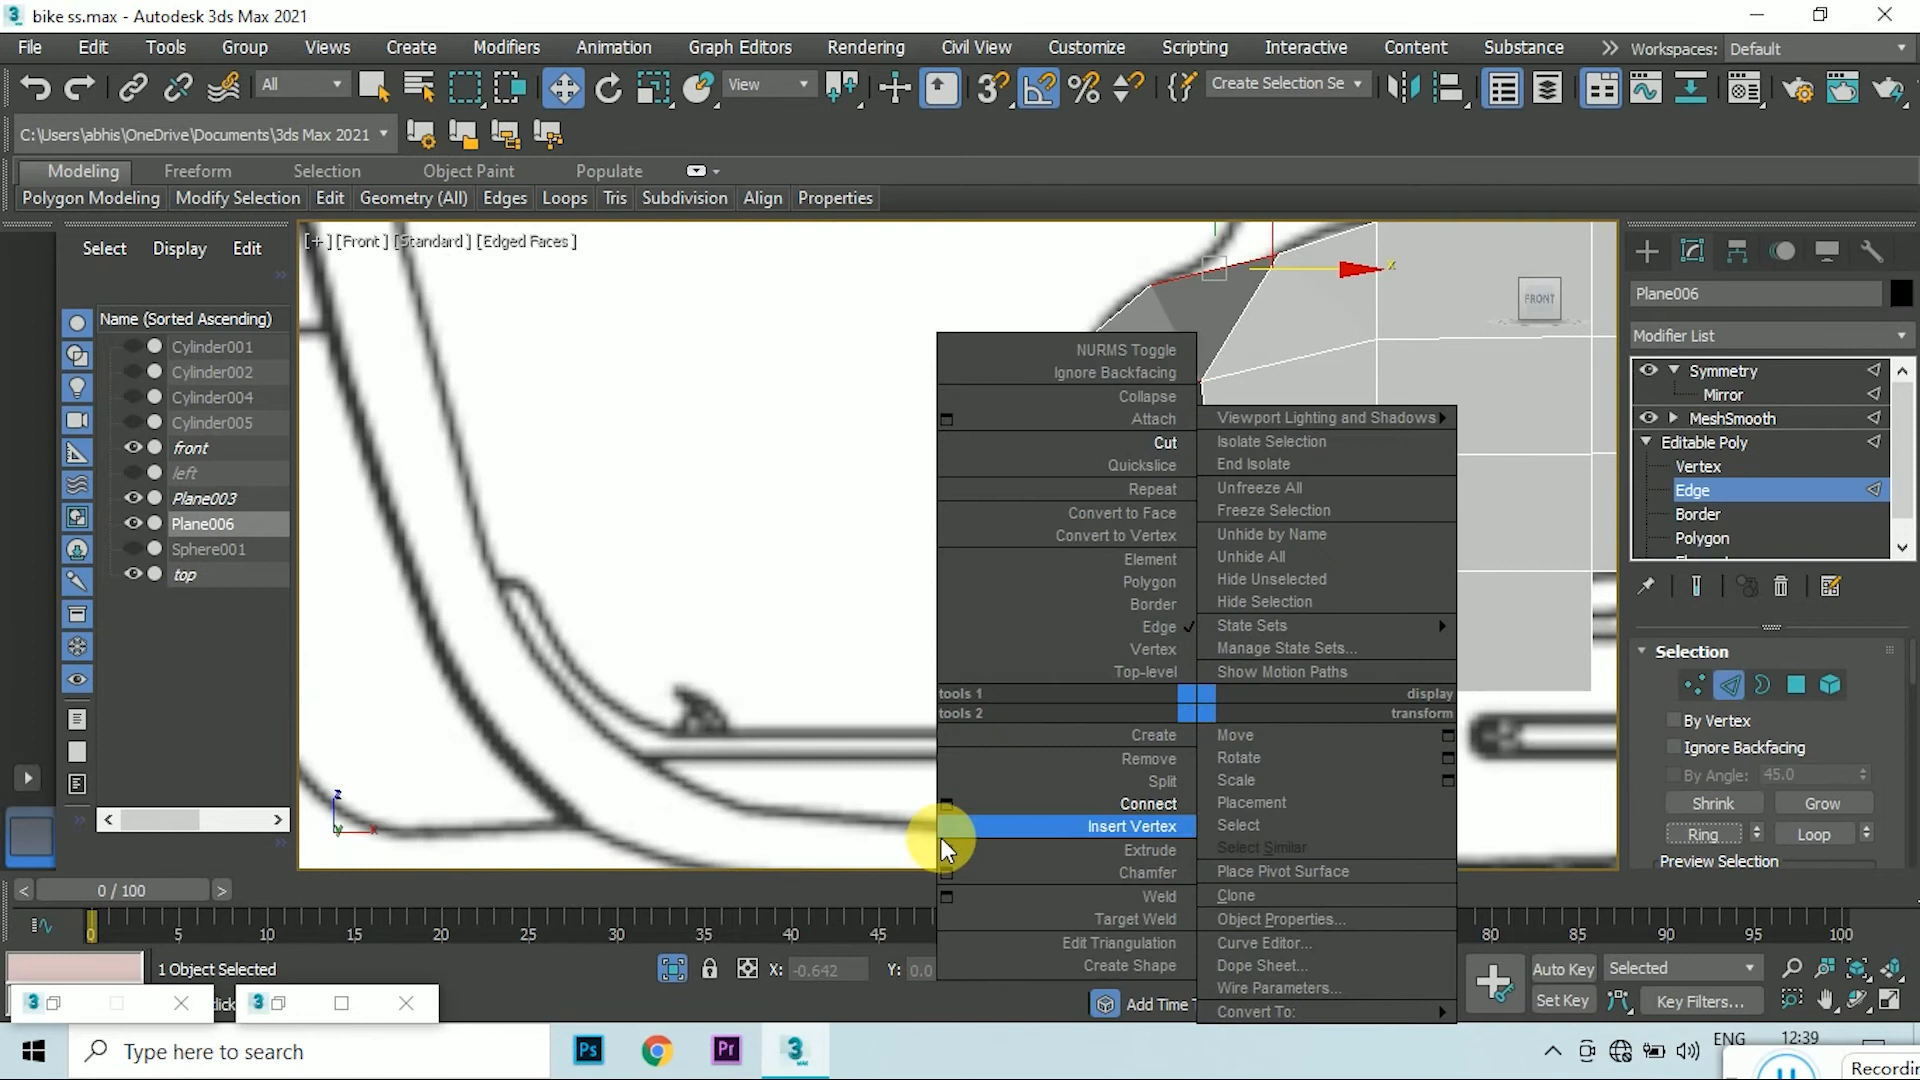 bike ss.max - Autodesk 3ds Max 2021
File Edit Tools Group Views Create Modifiers Animation Graph Editors Rendering Civil View Customize Scripting Interactive Content Substance Workspaces: Default
All View Create Selection Se
C:\Users\abhis\OneDrive\Documents\3ds Max 2021
Modeling Freeform Selection Object Paint Populate
Polygon Modeling Modify Selection Edit Geometry (All) Edges Loops Tris Subdivision Align Properties
Select Display Edit
[+] [Front] [Standard] [Edged Faces]
Name (Sorted Ascending)
Cylinder001
Cylinder002
Cylinder004
Cylinder005
front
left
Plane003
Plane006
Sphere001
top
x
FRONT
z
y x
NURMS Toggle
Ignore Backfacing
Collapse
Attach
Cut
Quickslice
Repeat
Convert to Face
Convert to Vertex
Element
Polygon
Border
Edge
Vertex
Top-level
tools 1
tools 2
Create
Remove
Split
Connect
Insert Vertex
Extrude
Chamfer
Weld
Target Weld
Edit Triangulation
Create Shape
Viewport Lighting and Shadows
Isolate Selection
End Isolate
Unfreeze All
Freeze Selection
Unhide by Name
Unhide All
Hide Unselected
Hide Selection
State Sets
Manage State Sets...
Show Motion Paths
display
transform
Move
Rotate
Scale
Placement
Select
Select Similar
Place Pivot Surface
Clone
Object Properties...
Curve Editor...
Dope Sheet...
Wire Parameters...
Convert To:
Plane006
Modifier List
Symmetry
Mirror
MeshSmooth
Editable Poly
Vertex
Edge
Border
Polygon
Selection
By Vertex
Ignore Backfacing
By Angle: 45.0
Shrink Grow
Ring Loop
Preview Selection
< 0 / 100 >
0 5 10 15 20 25 30 35 40 45 80 85 90 95 100
1 Object Selected
X: -0.642 Y: 0.0
Add Time
Auto Key Selected
Set Key Key Filters...
Type here to search
Ps
Pr
3
ENG
12:39